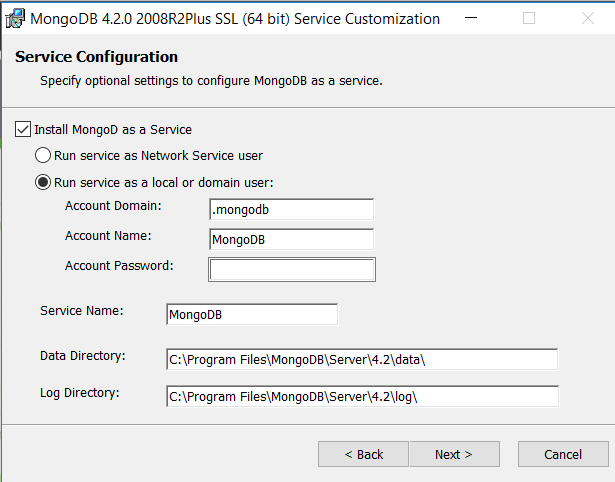 MongoDB 4.2.0 2008R2Plus SSL (64 bit) Service Customization
Service Configuration
Specify optional settings to configure MongoDB as a service.
Install MongoD as a Service
Run service as Network Service user
Run service as a local or domain user:
Account Domain: .mongodb
Account Name: MongoDB
Account Password:
Service Name: MongoDB
Data Directory: C:\Program Files\MongoDB\Server\4.2\data\
Log Directory: C:\Program Files\MongoDB\Server\4.2\log\
< Back Next > Cancel